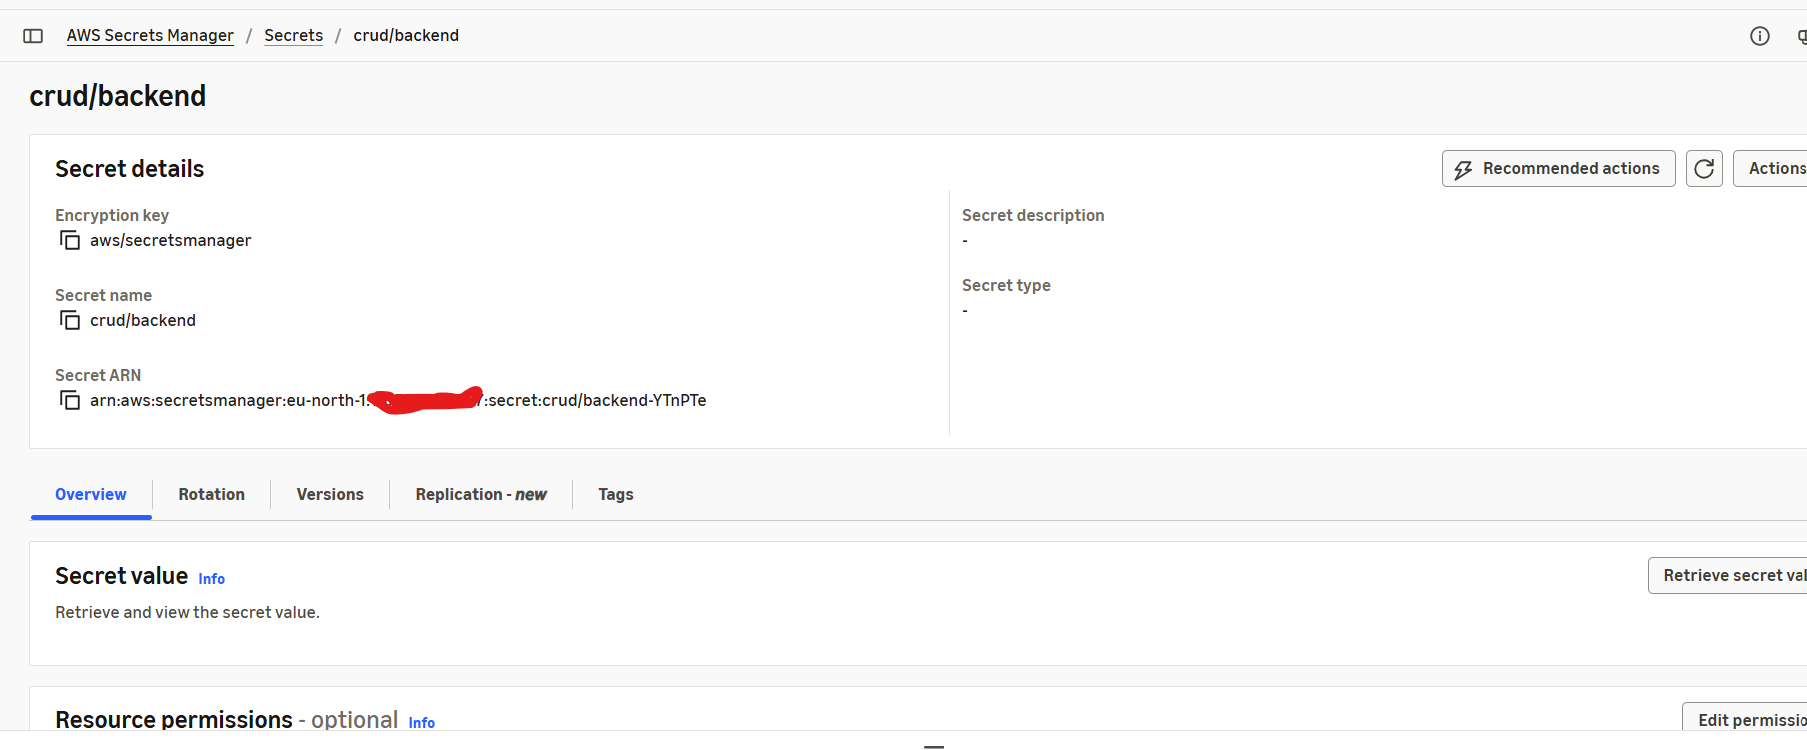 AWS Secrets Manager / Secrets / crud/backend
crud/backend
Secret details
Recommended actions
Actions
Encryption key
aws/secretsmanager
Secret description
-
Secret name
crud/backend
Secret type
-
Secret ARN
arn:aws:secretsmanager:eu-north-1: :secret:crud/backend-YTnPTe
Overview
Rotation
Versions
Replication - new
Tags
Secret value Info
Retrieve secret val
Retrieve and view the secret value.
Resource permissions - optional Info
Edit permissio